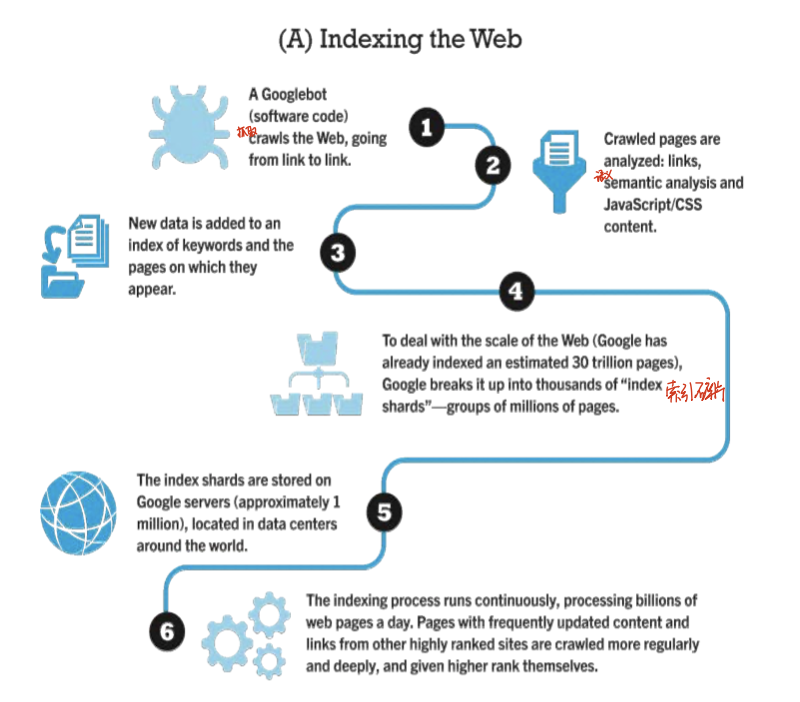 (A) Indexing the Web
A Googlebot
(software code)
抓取
crawls the Web, going
from link to link.
1
2
Crawled pages are
analyzed: links,
语义
semantic analysis and
JavaScript/CSS
content.
New data is added to an
index of keywords and the
pages on which they
appear.
3
4
To deal with the scale of the Web (Google has
already indexed an estimated 30 trillion pages),
Google breaks it up into thousands of “index
索引碎片
shards”—groups of millions of pages.
The index shards are stored on
Google servers (approximately 1
million), located in data centers
around the world.
5
6
The indexing process runs continuously, processing billions of
web pages a day. Pages with frequently updated content and
links from other highly ranked sites are crawled more regularly
and deeply, and given higher rank themselves.